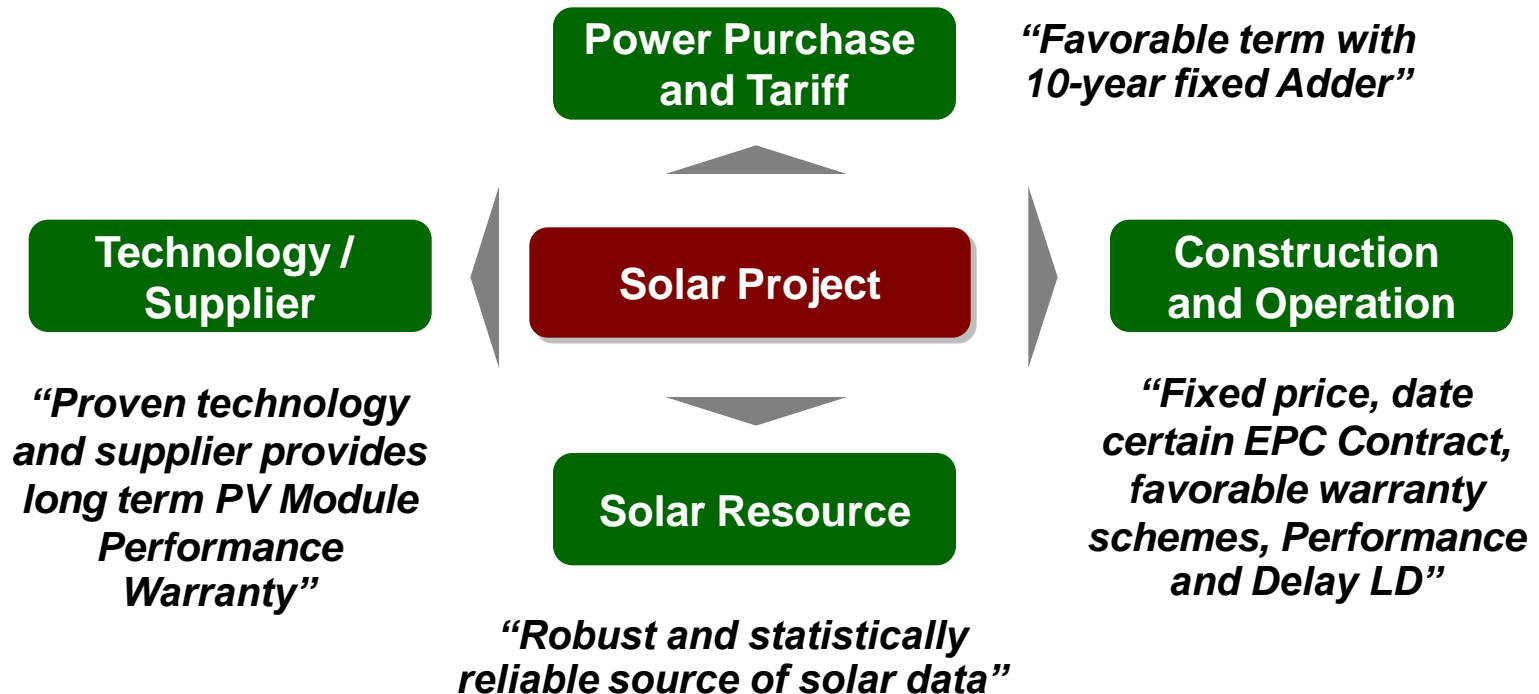 Power Purchase
and Tariff
“Favorable term with
10-year fixed Adder”
Technology /
Supplier
Solar Project
Construction
and Operation
“Proven technology
and supplier provides
long term PV Module
Performance
Warranty”
Solar Resource
“Fixed price, date
certain EPC Contract,
favorable warranty
schemes, Performance
and Delay LD”
“Robust and statistically
reliable source of solar data”